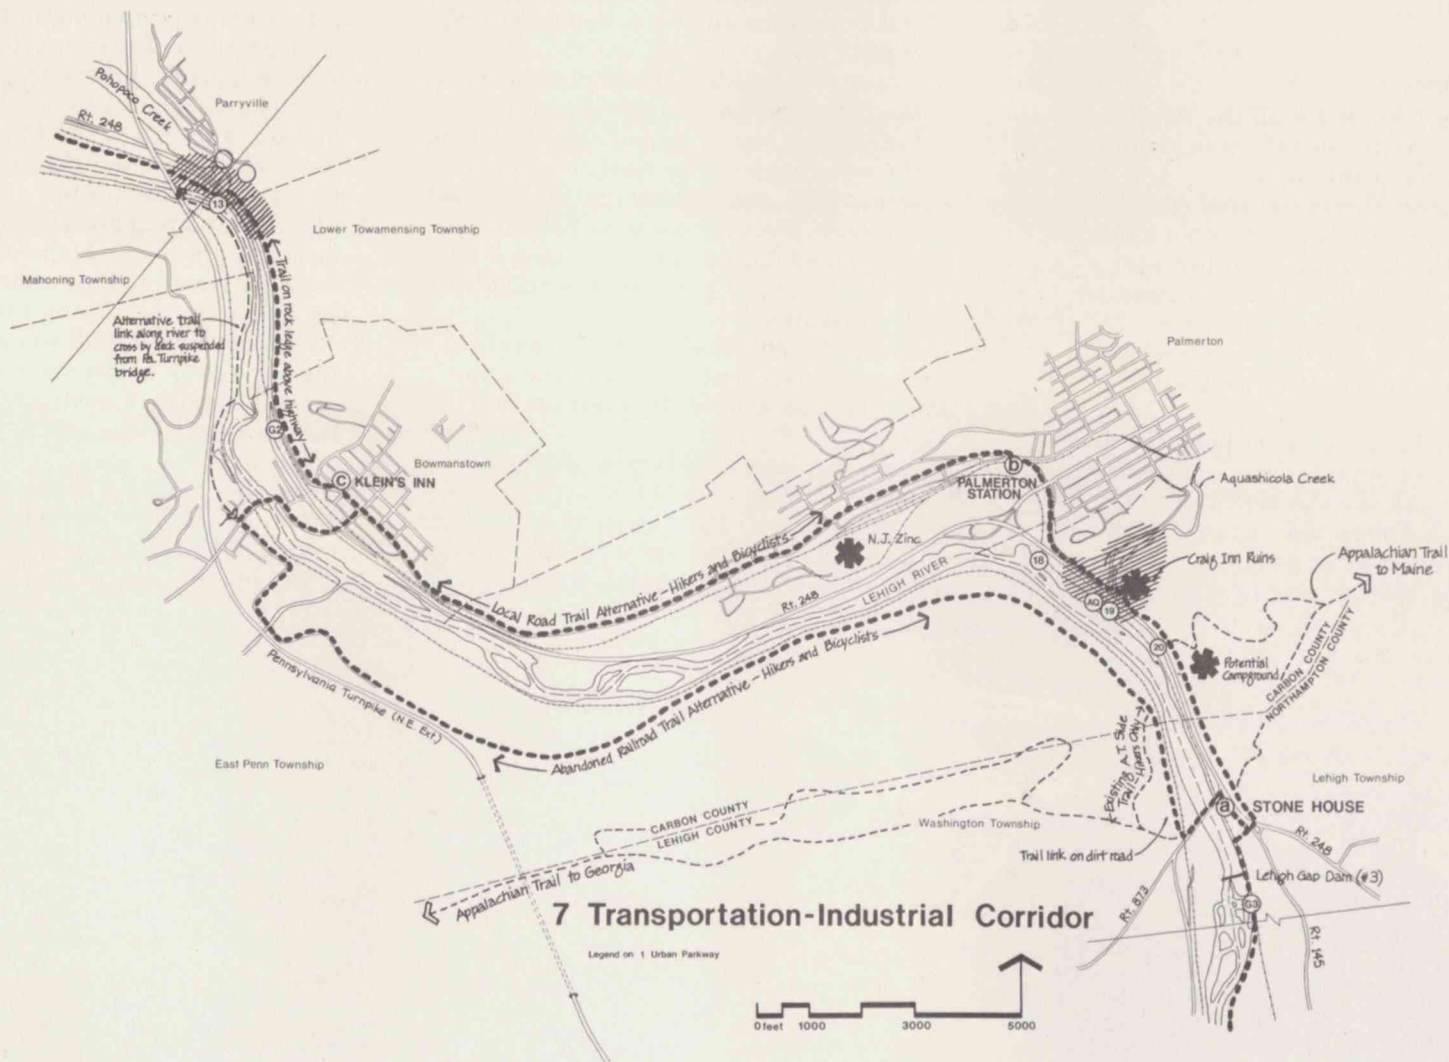 Parryville
Pohopoco Creek
Rt. 248
13
Lower Towamensing Township
Mahoning Township
Trail on rock ledge above highway
Alternative trail
link along river to
cross by deck suspended
from Pa. Turnpike
bridge.
Palmerton
G2
Bowmanstown
C KLEIN'S INN
b
PALMERTON
STATION
Aquashicola Creek
N.J. Zinc
18
Craig Inn Ruins
Appalachian Trail
to Maine
Local Road Trail Alternative - Hikers and Bicyclists
Rt. 248
LEHIGH RIVER
AQ
19
20
Potential
Campground
CARBON COUNTY
NORTHAMPTON COUNTY
Pennsylvania Turnpike (N.E. Ext.)
Abandoned Railroad Trail Alternative - Hikers and Bicyclists
East Penn Township
Existing A.T. Side
Trail - Hikers Only
Lehigh Township
a STONE HOUSE
CARBON COUNTY
LEHIGH COUNTY
Washington Township
Rt. 248
Trail link on dirt road
Lehigh Gap Dam (#3)
Appalachian Trail to Georgia
Rt. 873
G3
Rt. 145
7 Transportation-Industrial Corridor
Legend on 1 Urban Parkway
0 feet 1000 3000 5000